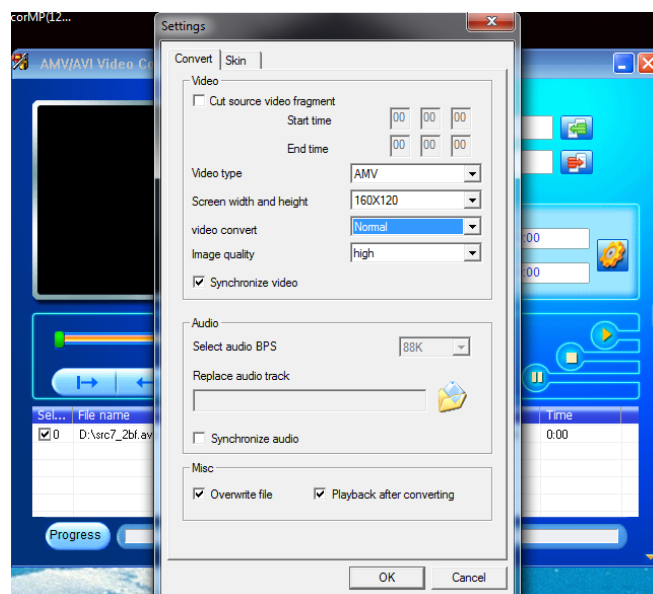 corMP(12...
Settings
AMV/AVI Video Co
Convert
Skin
Video
Cut source video fragment
Start time 00 00 00
End time 00 00 00
Video type AMV
Screen width and height 160X120
video convert Normal
Image quality high
Synchronize video
:00
:00
Audio
Select audio BPS 88K
Replace audio track
Synchronize audio
Sel... File name Time
0 D:\src7_2bf.av 0:00
Misc
Overwrite file Playback after converting
Progress
OK Cancel